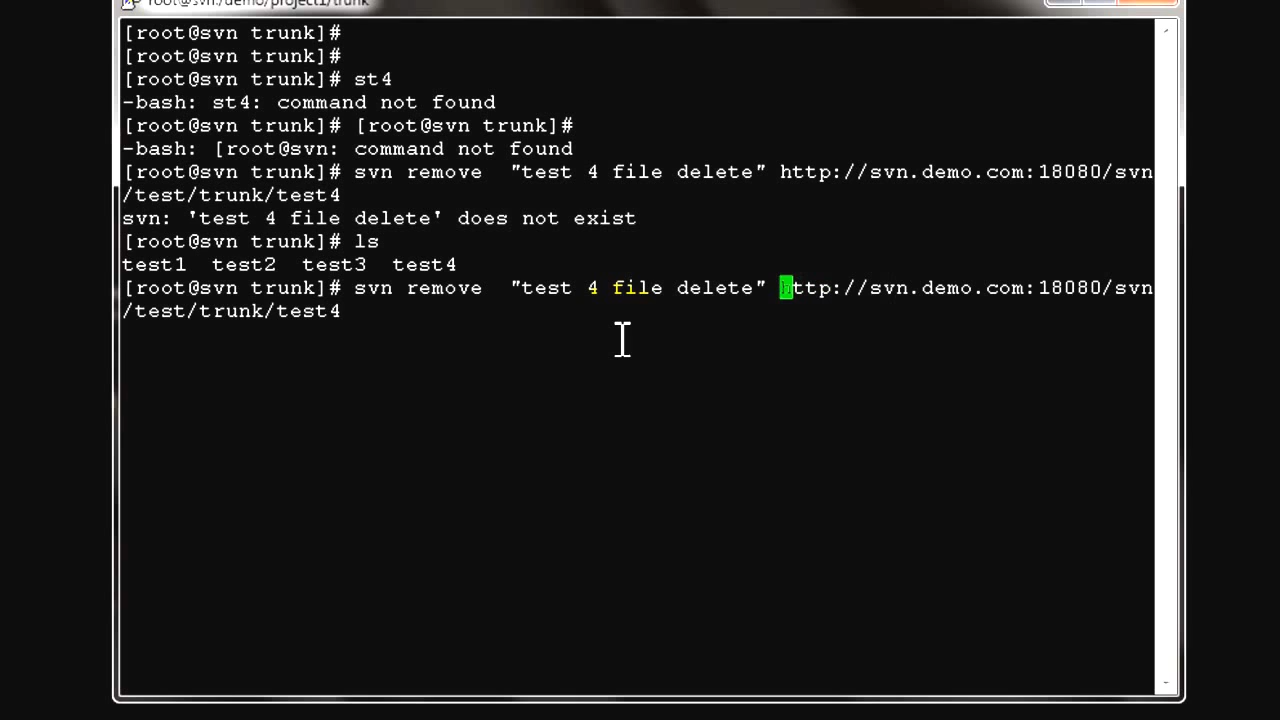 root@svn:/demo/project1/trunk
[root@svn trunk]#
[root@svn trunk]#
[root@svn trunk]# st4
-bash: st4: command not found
[root@svn trunk]# [root@svn trunk]#
-bash: [root@svn: command not found
[root@svn trunk]# svn remove  "test 4 file delete" http://svn.demo.com:18080/svn
/test/trunk/test4
svn: 'test 4 file delete' does not exist
[root@svn trunk]# ls
test1  test2  test3  test4
[root@svn trunk]# svn remove  "test 4 file delete" http://svn.demo.com:18080/svn
/test/trunk/test4